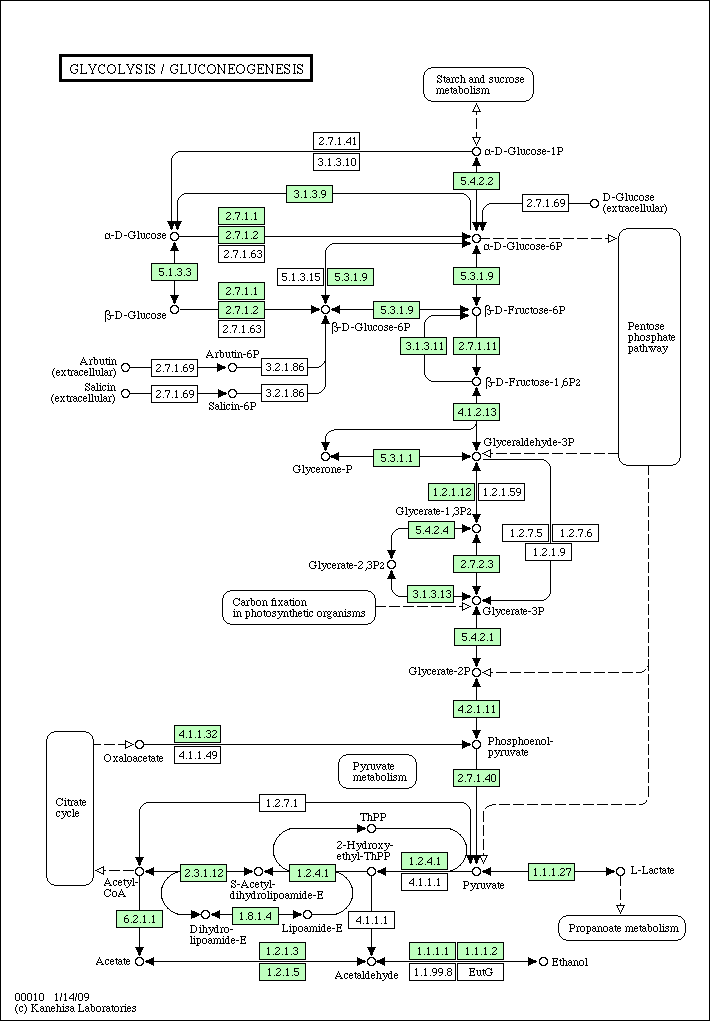 GLYCOLYSIS / GLUCONEOGENESIS
Starch and sucrose
metabolism
2.7.1.41
3.1.3.10
α-D-Glucose-1P
5.4.2.2
3.1.3.9
2.7.1.69
D-Glucose
(extracellular)
2.7.1.1
2.7.1.2
2.7.1.63
α-D-Glucose
α-D-Glucose-6P
5.1.3.3
5.1.3.15
5.3.1.9
5.3.1.9
2.7.1.1
2.7.1.2
2.7.1.63
β-D-Glucose
β-D-Glucose-6P
5.3.1.9
β-D-Fructose-6P
Pentose
phosphate
pathway
3.1.3.11
2.7.1.11
Arbutin
(extracellular)
2.7.1.69
Arbutin-6P
3.2.1.86
Salicin
(extracellular)
2.7.1.69
Salicin-6P
3.2.1.86
β-D-Fructose-1,6P2
4.1.2.13
Glyceraldehyde-3P
Glycerone-P
5.3.1.1
1.2.1.12
1.2.1.59
Glycerate-1,3P2
5.4.2.4
1.2.7.5
1.2.7.6
1.2.1.9
Glycerate-2,3P2
2.7.2.3
3.1.3.13
Carbon fixation
in photosynthetic organisms
Glycerate-3P
5.4.2.1
Glycerate-2P
4.2.1.11
4.1.1.32
4.1.1.49
Oxaloacetate
Phosphoenol-
pyruvate
Pyruvate
metabolism
2.7.1.40
Citrate
cycle
1.2.7.1
ThPP
2-Hydroxy-
ethyl-ThPP
1.2.4.1
4.1.1.1
2.3.1.12
1.2.4.1
Acetyl-
CoA
S-Acetyl-
dihydrolipoamide-E
Pyruvate
1.1.1.27
L-Lactate
6.2.1.1
1.8.1.4
Dihydro-
lipoamide-E
Lipoamide-E
4.1.1.1
Propanoate metabolism
Acetate
1.2.1.3
1.2.1.5
Acetaldehyde
1.1.1.1
1.1.1.2
1.1.99.8
EutG
Ethanol
00010 1/14/09
(c) Kanehisa Laboratories